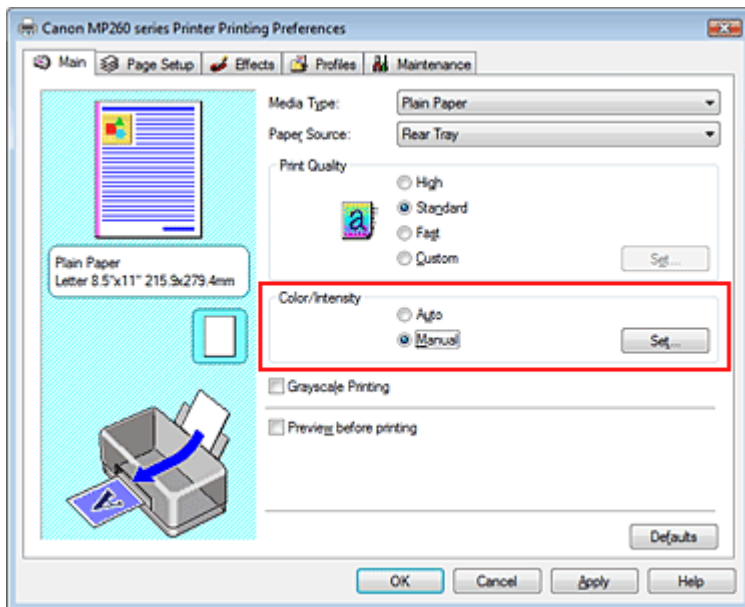 Canon MP260 series Printer Printing Preferences
Main Page Setup Effects Profiles Maintenance
Media Type: Plain Paper
Paper Source: Rear Tray
Print Quality
High
a Standard
Fast
Custom Set...
Plain Paper
Letter 8.5"x11" 215.9x279.4mm
Color/Intensity
Auto
Manual Set...
Grayscale Printing
Preview before printing
A
Defaults
OK Cancel Apply Help